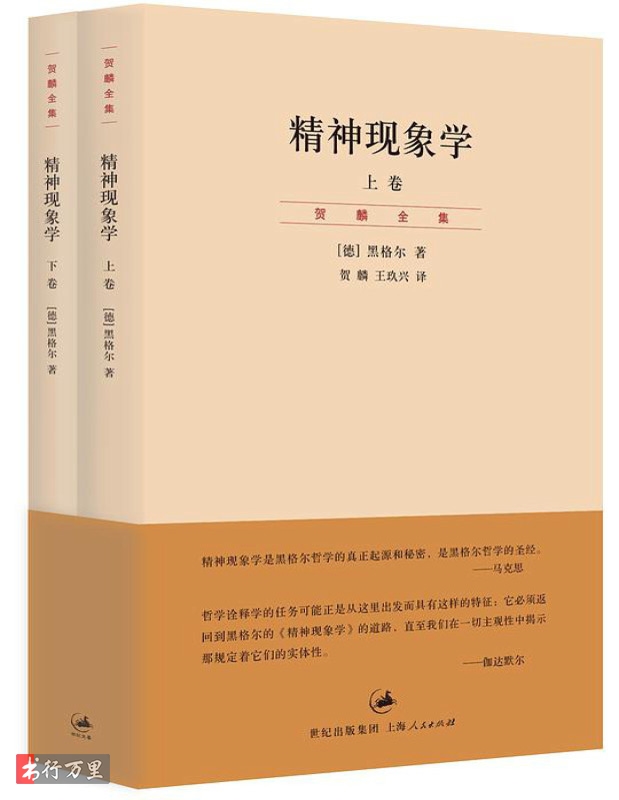 贺麟全集
精神现象学
下卷
[德]黑格尔 著
贺麟全集
精神现象学
上卷
[德]黑格尔 著
精神现象学
上卷
贺麟全集
[德]黑格尔 著
贺麟 王玖兴 译
精神现象学是黑格尔哲学的真正起源和秘密，是黑格尔哲学的圣经。
——马克思
哲学诠释学的任务可能正是从这里出发而具有这样的特征：它必须返
回到黑格尔的《精神现象学》的道路，直至我们在一切主观性中揭示
那规定着它们的实体性。
——伽达默尔
世纪出版集团 上海人民出版社
世纪文景
书行万里